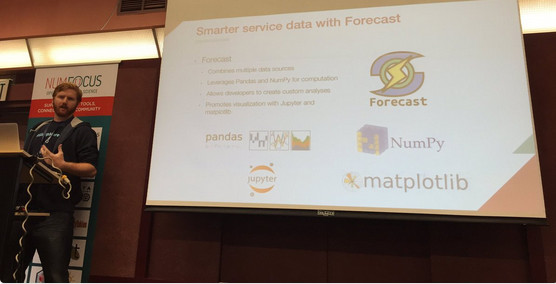 Smarter service data with Forecast
Forecast
Combines multiple data sources
Leverages Pandas and NumPy for computation
Allows developers to create custom analyses
Promotes visualization with Jupyter and
matplotlib
Forecast
pandas
NumPy
jupyter
matplotlib
NUMFOCUS